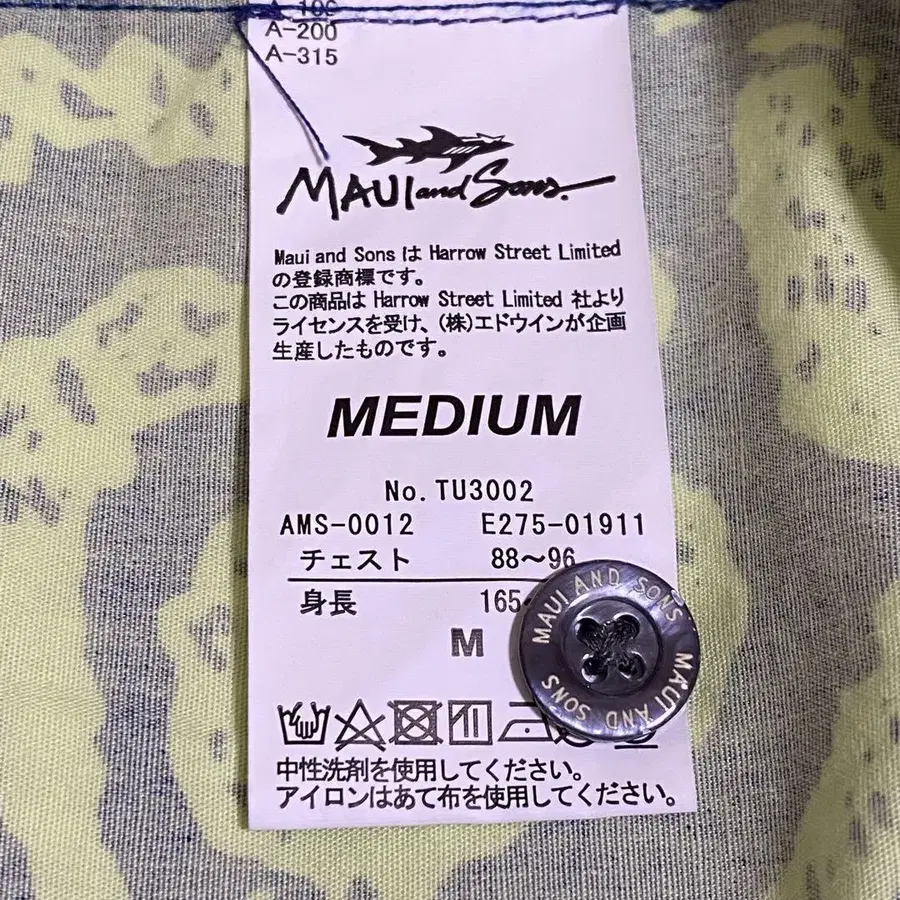 A-100
A-200
A-315
MAUI and Sons.
Maui and Sons は Harrow Street Limited
の登録商標です。
この商品は Harrow Street Limited 社より
ライセンスを受け、(株)エドウインが企画
生産したものです。
MEDIUM
No. TU3002
AMS-0012 E275-01911
チェスト 88〜96
身長 165
M
MAUI AND SONS MAUI AND SONS
中性洗剤を使用してください。
アイロンはあて布を使用してください。